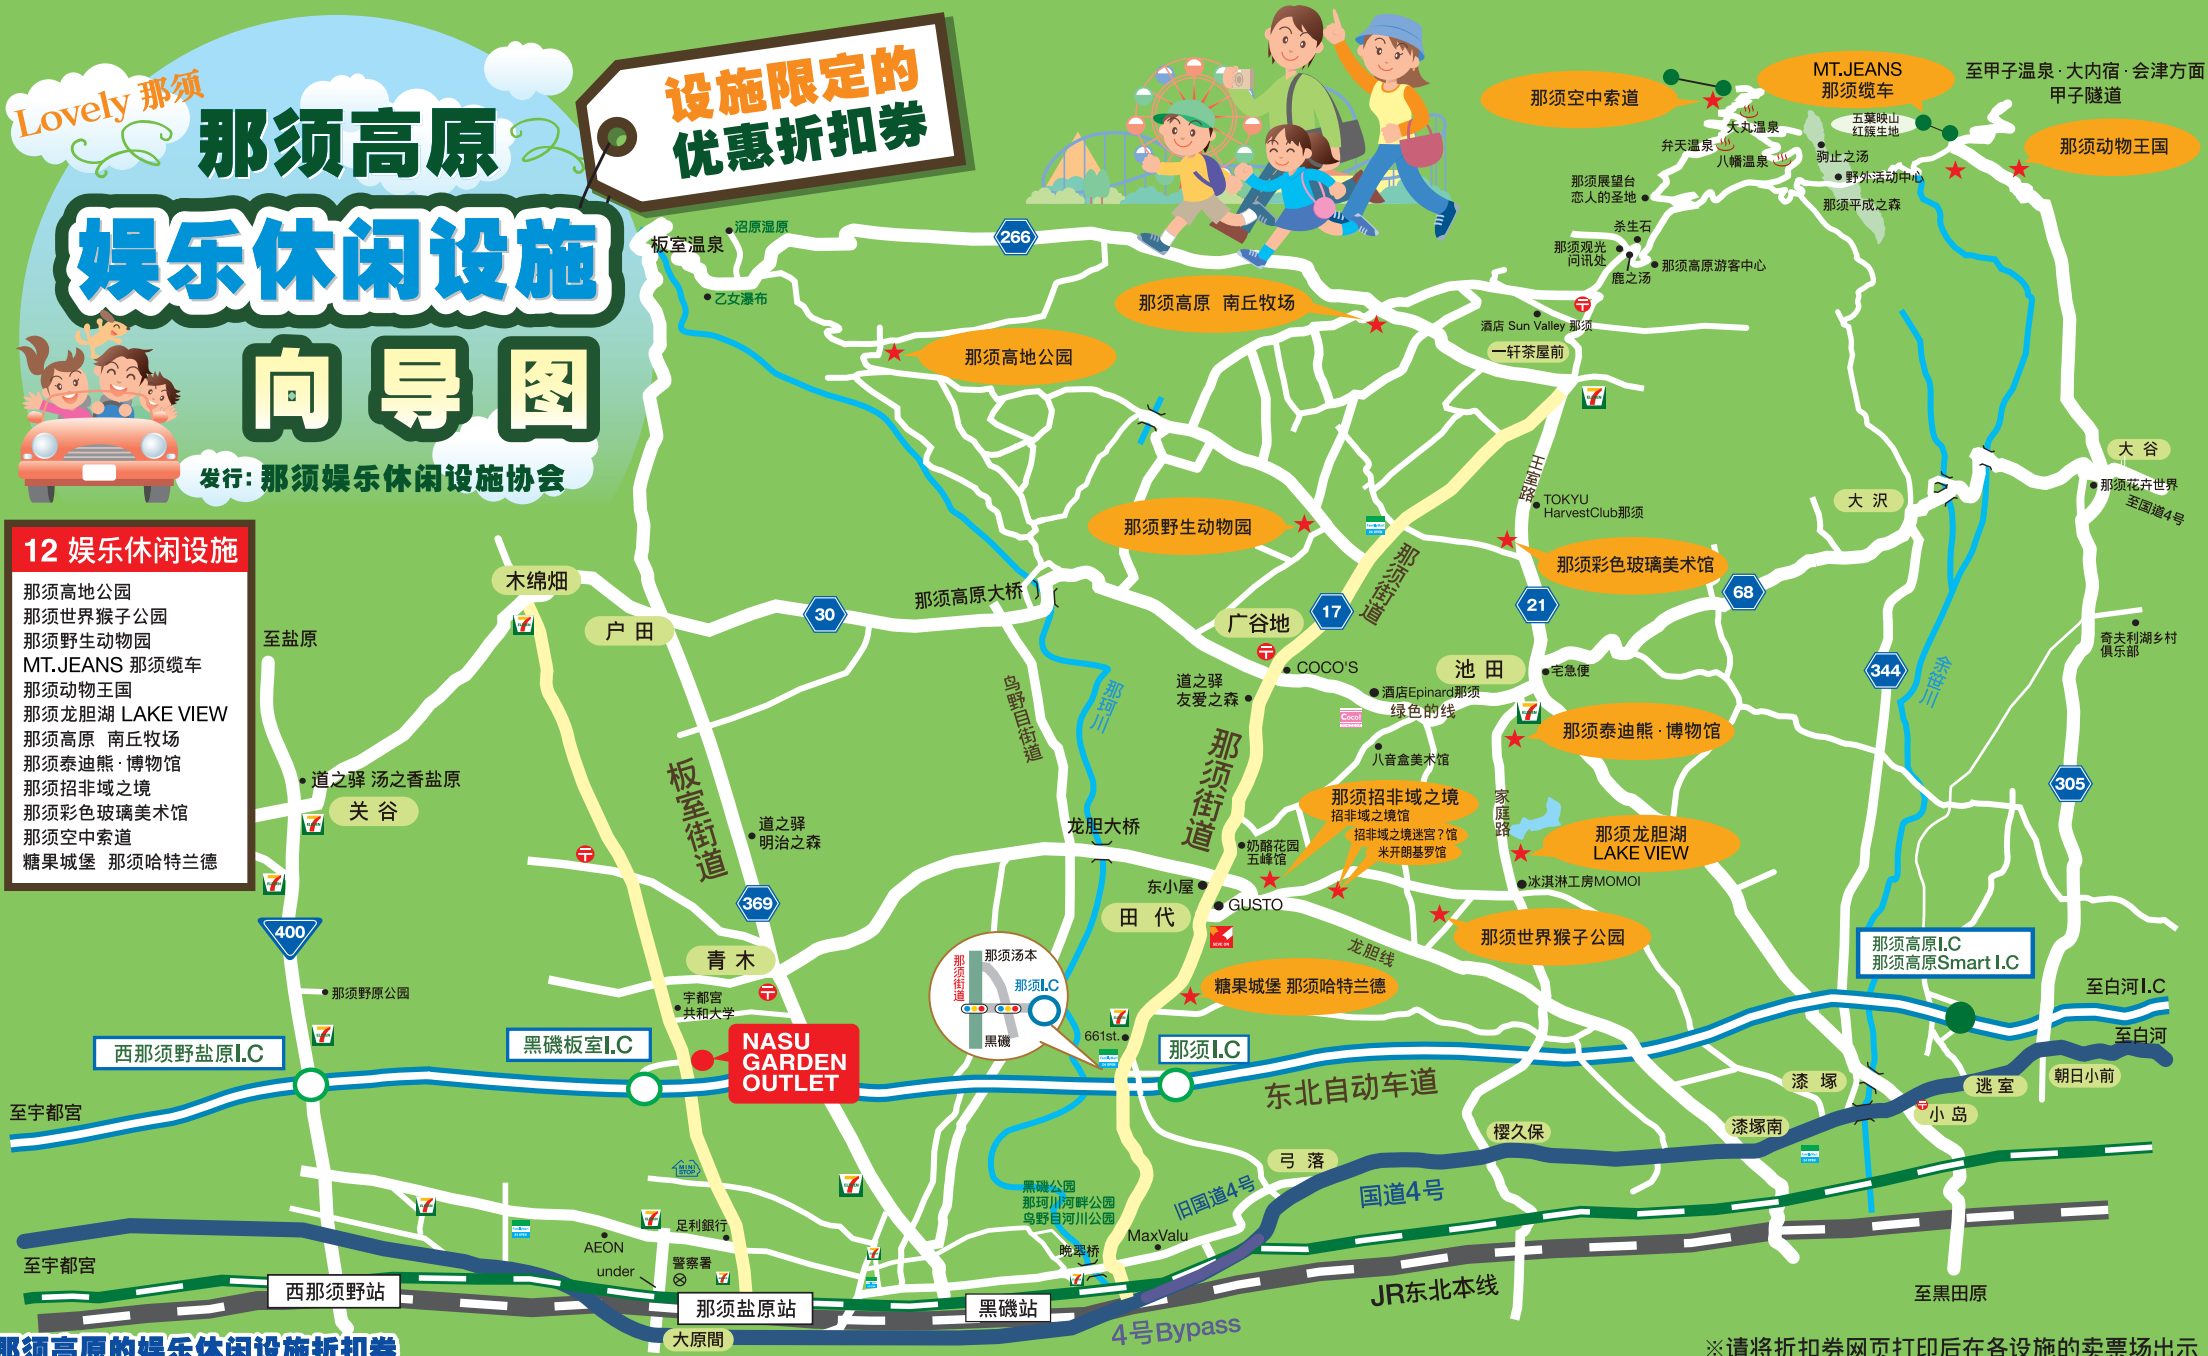 Lovely 那须
那须高原
娱乐休闲设施
向导图
发行：那须娱乐休闲设施协会
设施限定的
优惠折扣券
12 娱乐休闲设施
那须高地公园
那须世界猴子公园
那须野生动物园
MT.JEANS 那须缆车
那须动物王国
那须龙胆湖 LAKE VIEW
那须高原 南丘牧场
那须泰迪熊·博物馆
那须招非域之境
那须彩色玻璃美术馆
那须空中索道
糖果城堡 那须哈特兰德
那须空中索道
MT.JEANS
那须缆车
至甲子温泉·大内宿·会津方面
甲子隧道
五葉映山
红簇生地
那须动物王国
大丸温泉
弁天温泉
八幡温泉
驹止之汤
野外活动中心
那须平成之森
那须展望台
恋人的圣地
杀生石
那须观光
问讯处
鹿之汤
那须高原游客中心
沼原湿原
板室温泉
乙女瀑布
266
那须高原 南丘牧场
酒店 Sun Valley 那须
一轩茶屋前
那须高地公园
7 ELEVEN
王室路
TOKYU
HarvestClub那须
大谷
那须花卉世界
至国道4号
大沢
那须野生动物园
那须街道
那须彩色玻璃美术馆
木绵畑
户田
30
那须高原大桥
广谷地
17
21
68
至盐原
COCO'S
池田
宅急便
344
余笹川
奇夫利湖乡村
俱乐部
道之驿
友爱之森
酒店Epinard那须
绿色的线
Coco!
鸟野目街道
那珂川
那须泰迪熊·博物馆
八音盒美术馆
道之驿 汤之香盐原
关谷
板室街道
那须街道
305
那须招非域之境
招非域之境馆
招非域之境迷宫？馆
米开朗基罗馆
家庭路
那须龙胆湖
LAKE VIEW
道之驿
明治之森
龙胆大桥
奶酪花园
五峰馆
东小屋
GUSTO
冰淇淋工房MOMOI
369
400
田代
龙胆线
那须世界猴子公园
那须高原I.C
那须高原Smart I.C
青木
那须野原公园
宇都宫
共和大学
那须街道
那须汤本
那须I.C
黑磯
糖果城堡 那须哈特兰德
至白河I.C
至白河
西那须野盐原I.C
黑磯板室I.C
NASU
GARDEN
OUTLET
661st.
那须I.C
东北自动车道
漆塚
逃室
朝日小前
小岛
至宇都宫
樱久保
漆塚南
弓落
MINI
STOP
黑磯公园
那珂川河畔公园
鸟野目河川公园
旧国道4号
国道4号
足利銀行
AEON
MaxValu
晩翠桥
警察署
under
至宇都宫
西那须野站
那须盐原站
黑磯站
大原間
4号Bypass
JR东北本线
至黑田原
那须高原的娱乐休闲设施折扣券
※请将折扣券网页打印后在各设施的卖票场出示